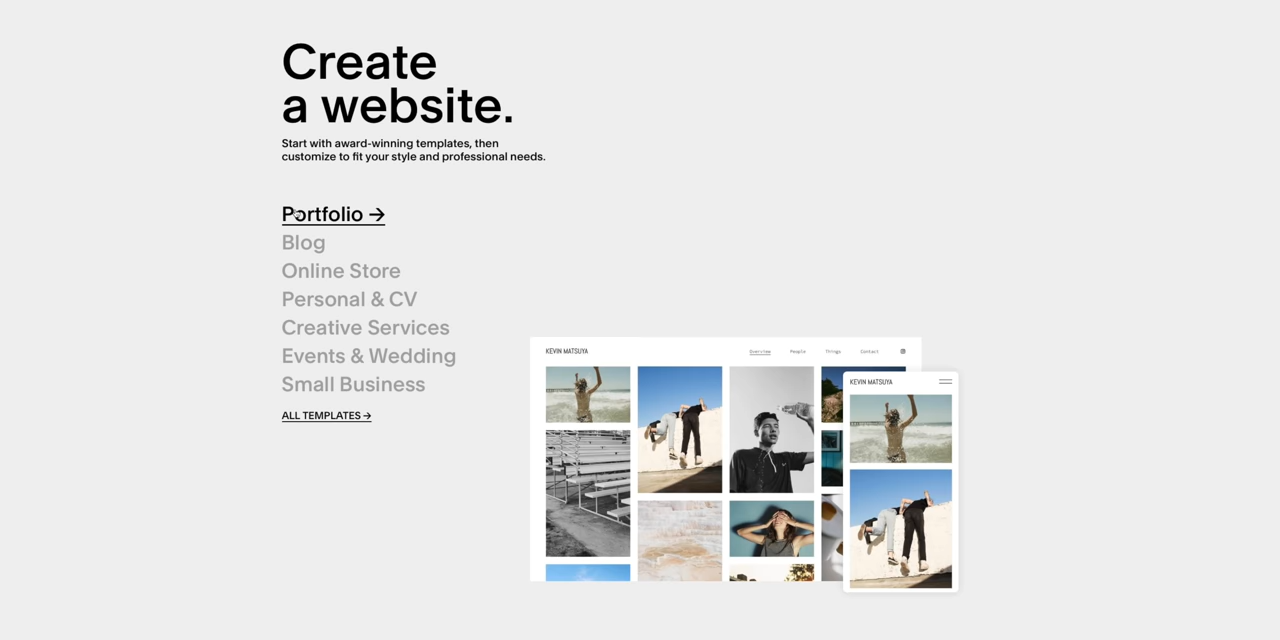 Create
a website.
Start with award-winning templates, then
customize to fit your style and professional needs.
Portfolio →
Blog
Online Store
Personal & CV
Creative Services
Events & Wedding
Small Business
ALL TEMPLATES →
KEVIN MATSUYA Overview People Things Contact
KEVIN MATSUYA